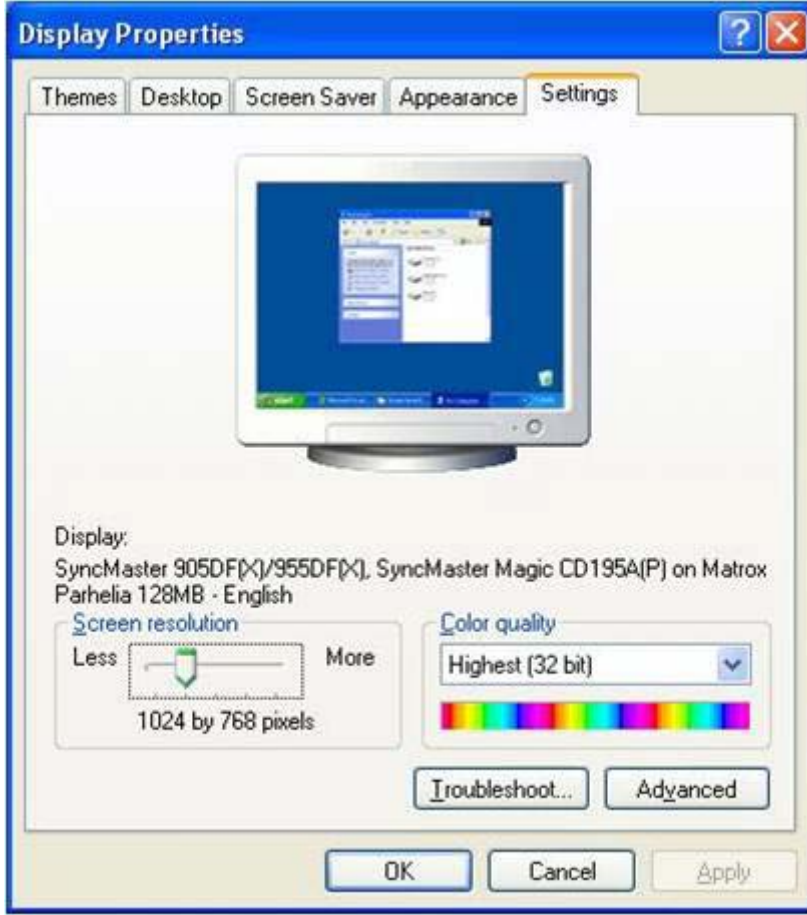 Display Properties
Themes Desktop Screen Saver Appearance Settings
Display:
SyncMaster 905DF(X)/955DF(X), SyncMaster Magic CD195A(P) on Matrox
Parhelia 128MB - English
Screen resolution
Less More
1024 by 768 pixels
Color quality
Highest (32 bit)
Troubleshoot... Advanced
OK Cancel Apply